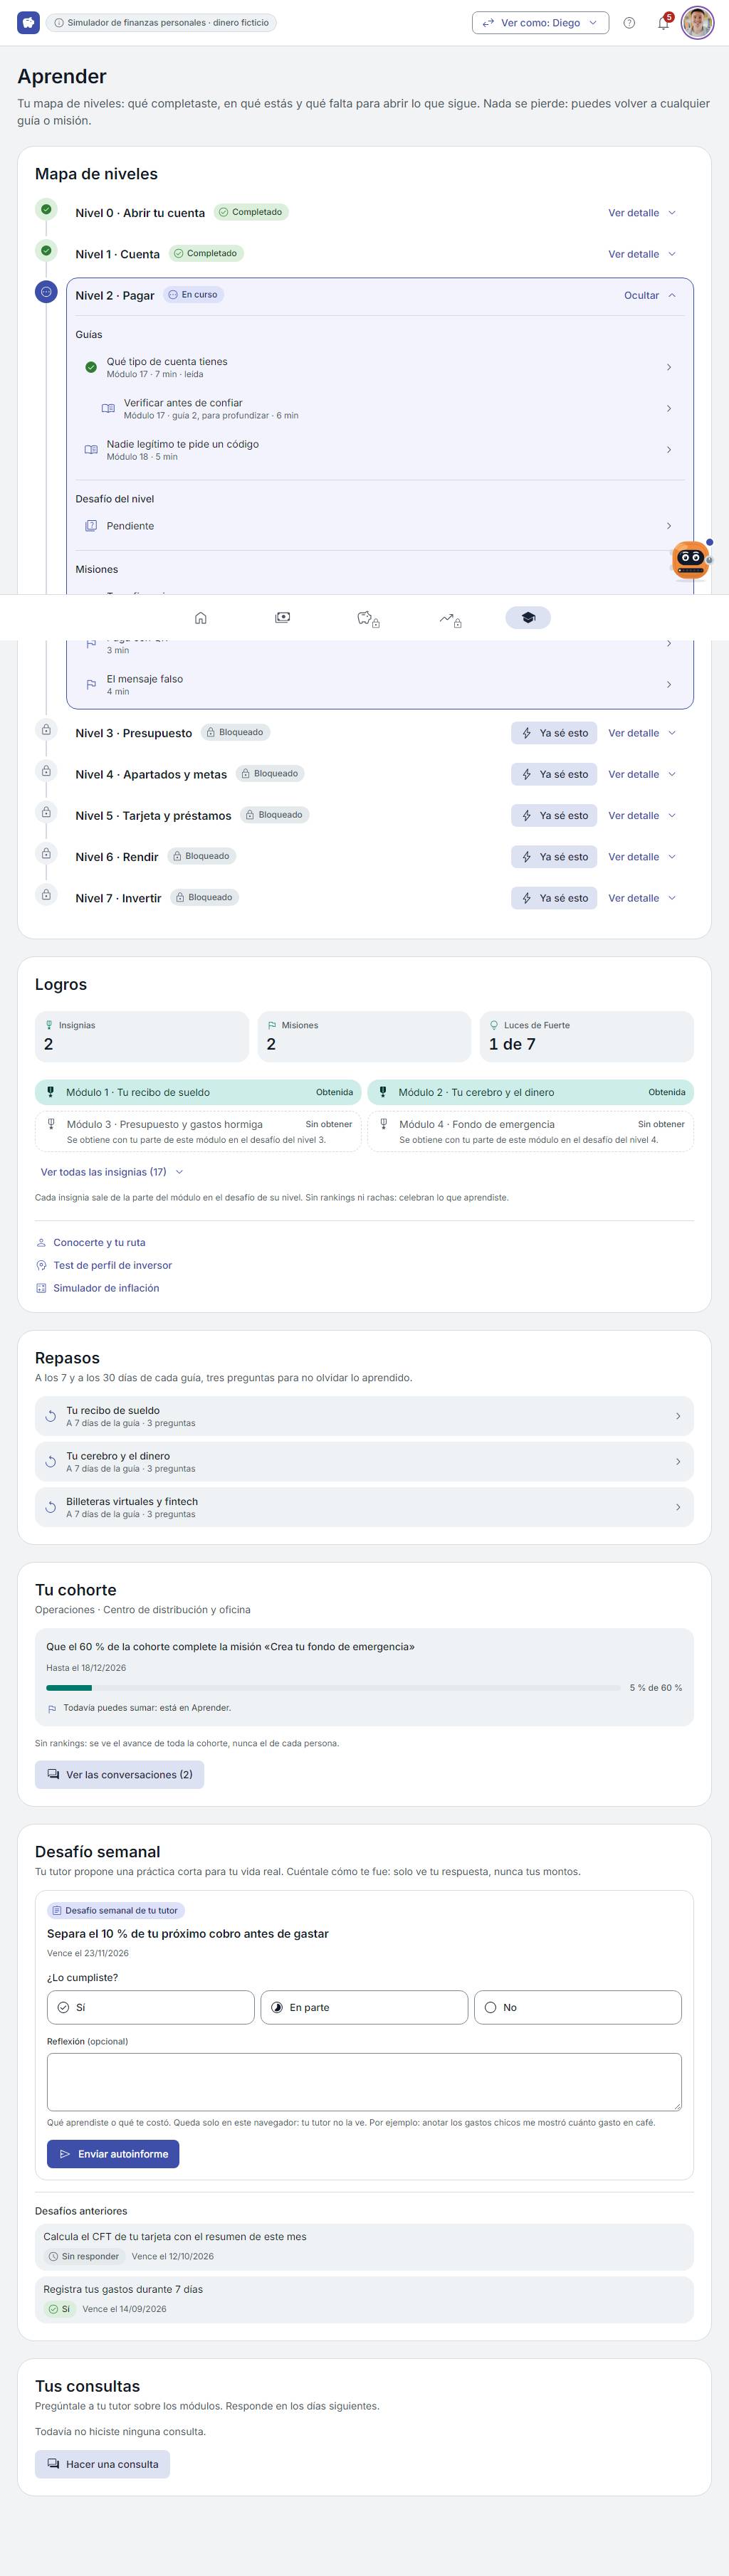 Simulador de finanzas personales · dinero ficticio
Ver como: Diego
5
Aprender
Tu mapa de niveles: qué completaste, en qué estás y qué falta para abrir lo que sigue. Nada se pierde: puedes volver a cualquier
guía o misión.
Mapa de niveles
Nivel 0 · Abrir tu cuenta
Completado
Ver detalle
Nivel 1 · Cuenta
Completado
Ver detalle
Nivel 2 · Pagar
En curso
Ocultar
Guías
Qué tipo de cuenta tienes
Módulo 17 · 7 min · leída
Verificar antes de confiar
Módulo 17 · guía 2, para profundizar · 6 min
Nadie legítimo te pide un código
Módulo 18 · 5 min
Desafío del nivel
Pendiente
Misiones
3 min
El mensaje falso
4 min
Nivel 3 · Presupuesto
Bloqueado
Ya sé esto
Ver detalle
Nivel 4 · Apartados y metas
Bloqueado
Ya sé esto
Ver detalle
Nivel 5 · Tarjeta y préstamos
Bloqueado
Ya sé esto
Ver detalle
Nivel 6 · Rendir
Bloqueado
Ya sé esto
Ver detalle
Nivel 7 · Invertir
Bloqueado
Ya sé esto
Ver detalle
Logros
Insignias
2
Misiones
2
Luces de Fuerte
1 de 7
Módulo 1 · Tu recibo de sueldo
Obtenida
Módulo 2 · Tu cerebro y el dinero
Obtenida
Módulo 3 · Presupuesto y gastos hormiga
Sin obtener
Se obtiene con tu parte de este módulo en el desafío del nivel 3.
Módulo 4 · Fondo de emergencia
Sin obtener
Se obtiene con tu parte de este módulo en el desafío del nivel 4.
Ver todas las insignias (17)
Cada insignia sale de la parte del módulo en el desafío de su nivel. Sin rankings ni rachas: celebran lo que aprendiste.
Conocerte y tu ruta
Test de perfil de inversor
Simulador de inflación
Repasos
A los 7 y a los 30 días de cada guía, tres preguntas para no olvidar lo aprendido.
Tu recibo de sueldo
A 7 días de la guía · 3 preguntas
Tu cerebro y el dinero
A 7 días de la guía · 3 preguntas
Billeteras virtuales y fintech
A 7 días de la guía · 3 preguntas
Tu cohorte
Operaciones · Centro de distribución y oficina
Que el 60 % de la cohorte complete la misión «Crea tu fondo de emergencia»
Hasta el 18/12/2026
5 % de 60 %
Todavía puedes sumar: está en Aprender.
Sin rankings: se ve el avance de toda la cohorte, nunca el de cada persona.
Ver las conversaciones (2)
Desafío semanal
Tu tutor propone una práctica corta para tu vida real. Cuéntale cómo te fue: solo ve tu respuesta, nunca tus montos.
Desafío semanal de tu tutor
Separa el 10 % de tu próximo cobro antes de gastar
Vence el 23/11/2026
¿Lo cumpliste?
Sí
En parte
No
Reflexión (opcional)
Qué aprendiste o qué te costó. Queda solo en este navegador: tu tutor no la ve. Por ejemplo: anotar los gastos chicos me mostró cuánto gasto en café.
Enviar autoinforme
Desafíos anteriores
Calcula el CFT de tu tarjeta con el resumen de este mes
Sin responder
Vence el 12/10/2026
Registra tus gastos durante 7 días
Sí
Vence el 14/09/2026
Tus consultas
Pregúntale a tu tutor sobre los módulos. Responde en los días siguientes.
Todavía no hiciste ninguna consulta.
Hacer una consulta